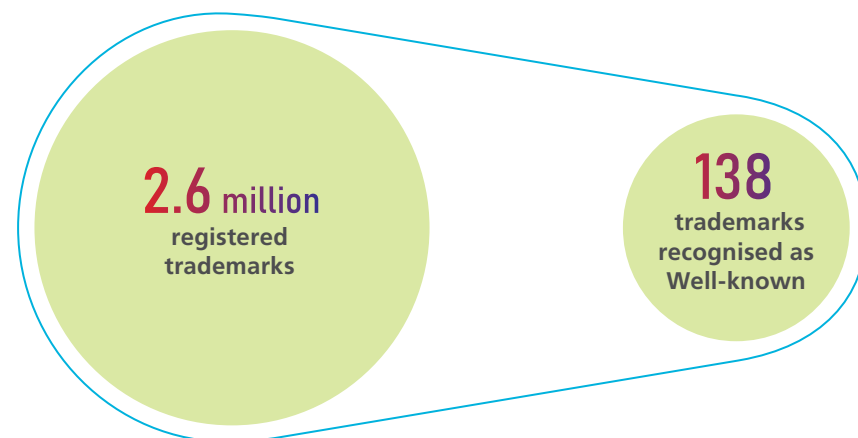 2.6 million
registered
trademarks
138
trademarks
recognised as
Well-known